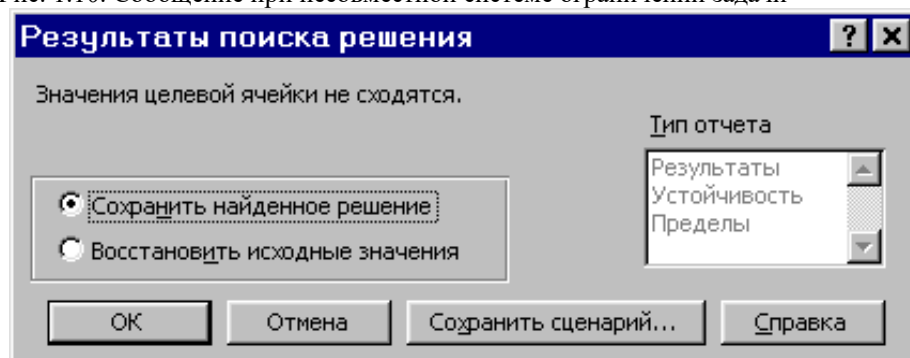 Рис. 1.10. Сообщение при несовместной системе ограничений задачи
Результаты поиска решения
Значения целевой ячейки не сходятся.
Тип отчета
Результаты
Устойчивость
Пределы
Сохранить найденное решение
Восстановить исходные значения
ОК Отмена Сохранить сценарий... Справка